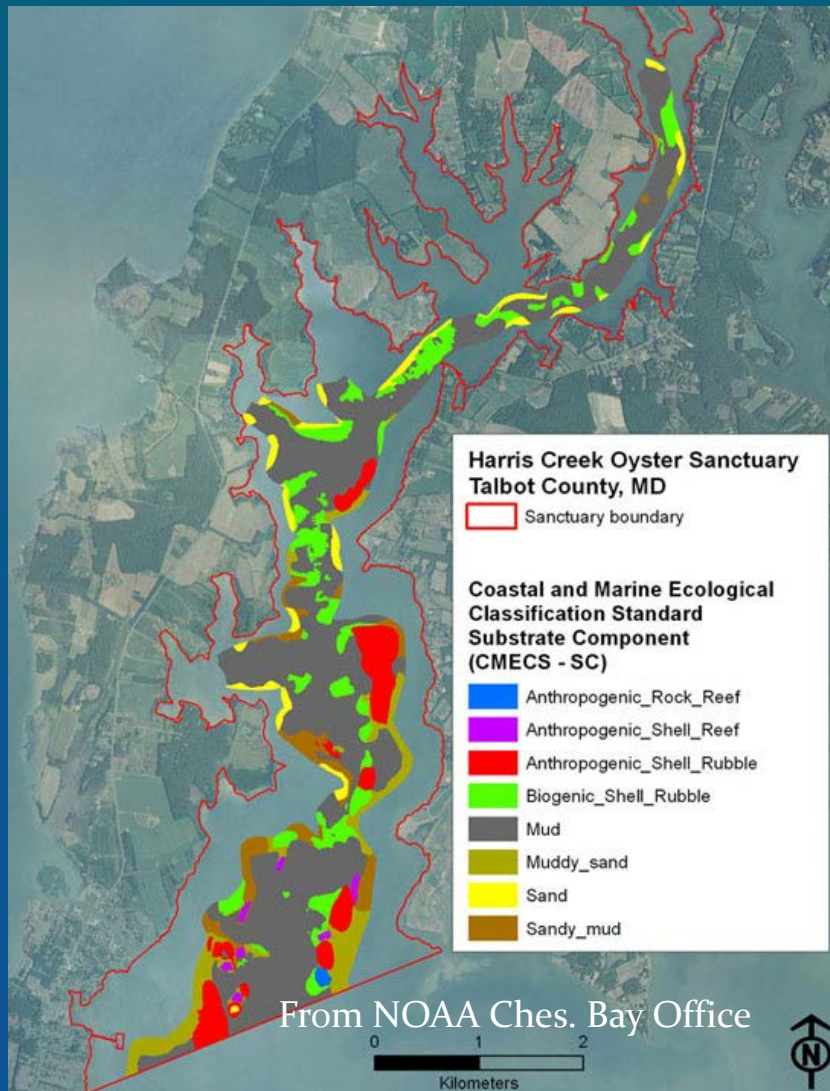 Harris Creek Oyster Sanctuary
Talbot County, MD
Sanctuary boundary
Coastal and Marine Ecological
Classification Standard
Substrate Component
(CMECS - SC)
Anthropogenic_Rock_Reef
Anthropogenic_Shell_Reef
Anthropogenic_Shell_Rubble
Biogenic_Shell_Rubble
Mud
Muddy_sand
Sand
Sandy_mud
From NOAA Ches. Bay Office
0 1 2
Kilometers
N